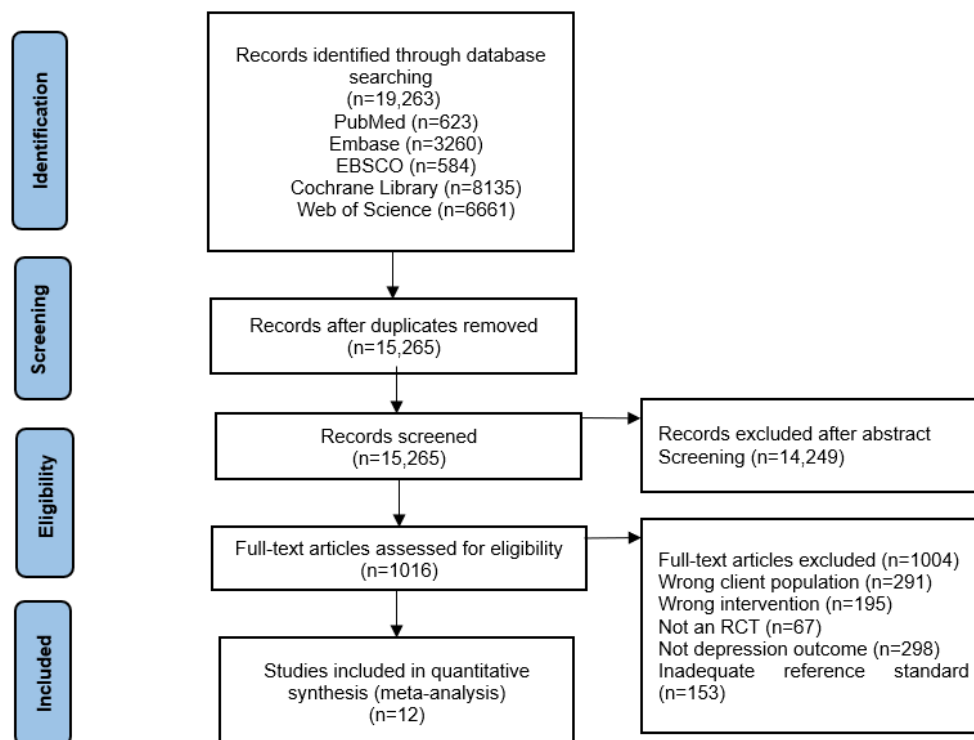 Identification
Records identified through database
searching
(n=19,263)
PubMed (n=623)
Embase (n=3260)
EBSCO (n=584)
Cochrane Library (n=8135)
Web of Science (n=6661)
Screening
Records after duplicates removed
(n=15,265)
Records screened
(n=15,265)
Records excluded after abstract
Screening (n=14,249)
Eligibility
Full-text articles assessed for eligibility
(n=1016)
Full-text articles excluded (n=1004)
Wrong client population (n=291)
Wrong intervention (n=195)
Not an RCT (n=67)
Not depression outcome (n=298)
Inadequate reference standard
(n=153)
Included
Studies included in quantitative
synthesis (meta-analysis)
(n=12)